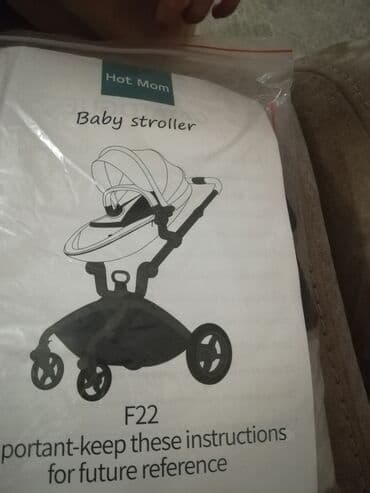 Hot Mom
Baby stroller
F22
portant-keep these instructions
for future reference